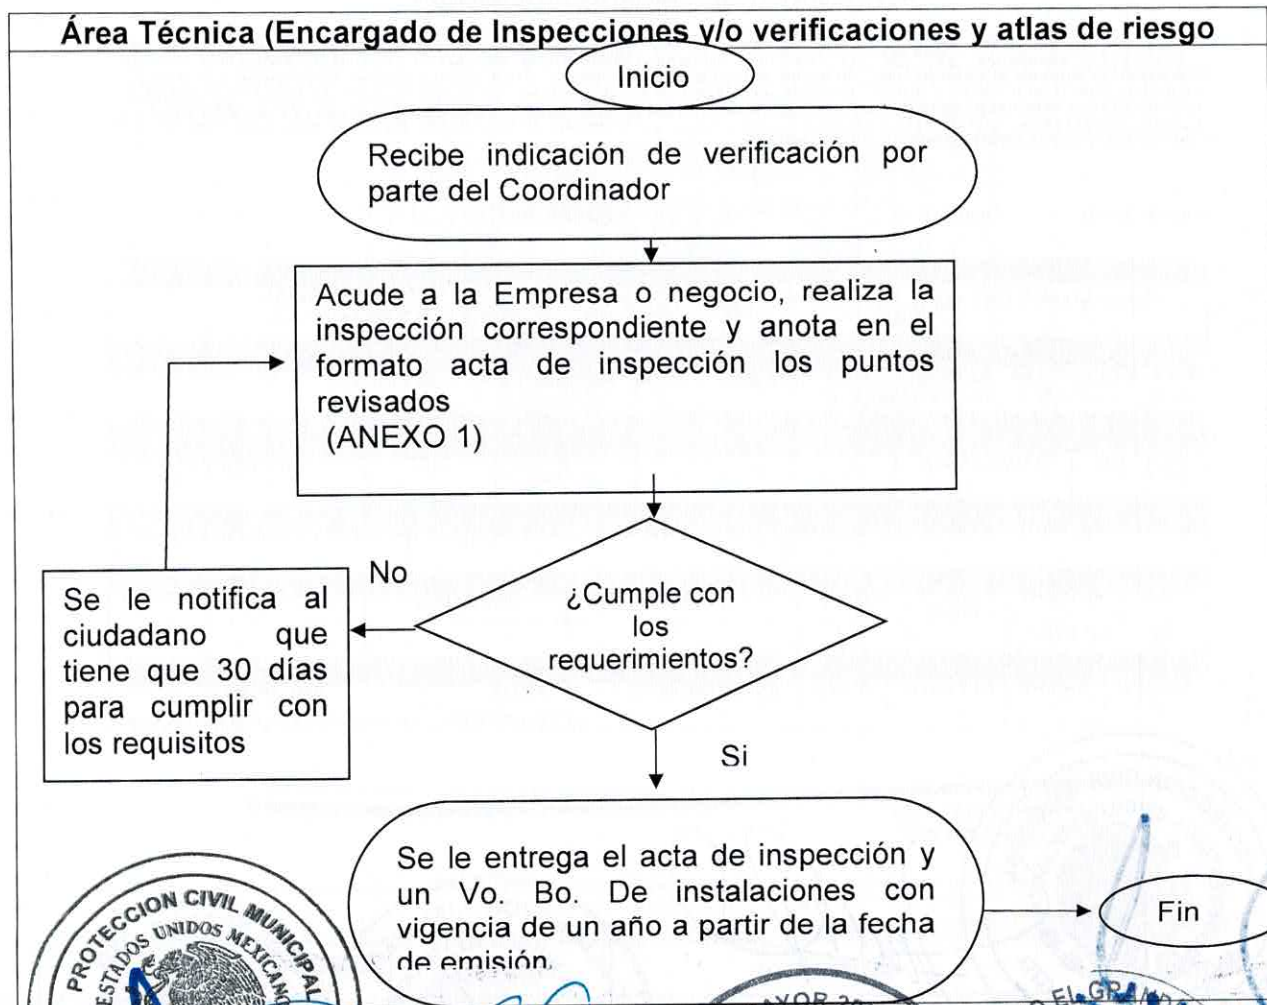 Área Técnica (Encargado de Inspecciones y/o verificaciones y atlas de riesgo
Inicio
Recibe indicación de verificación por
parte del Coordinador
Acude a la Empresa o negocio, realiza la
inspección correspondiente y anota en el
formato acta de inspección los puntos
revisados
(ANEXO 1)
No
¿Cumple con
los
requerimientos?
Se le notifica al
ciudadano que
tiene que 30 días
para cumplir con
los requisitos
Si
Se le entrega el acta de inspección y
un Vo. Bo. De instalaciones con
vigencia de un año a partir de la fecha
de emisión.
Fin
PROTECCION CIVIL MUNICIPAL
ESTADOS UNIDOS MEXICANO
EL GRANDE